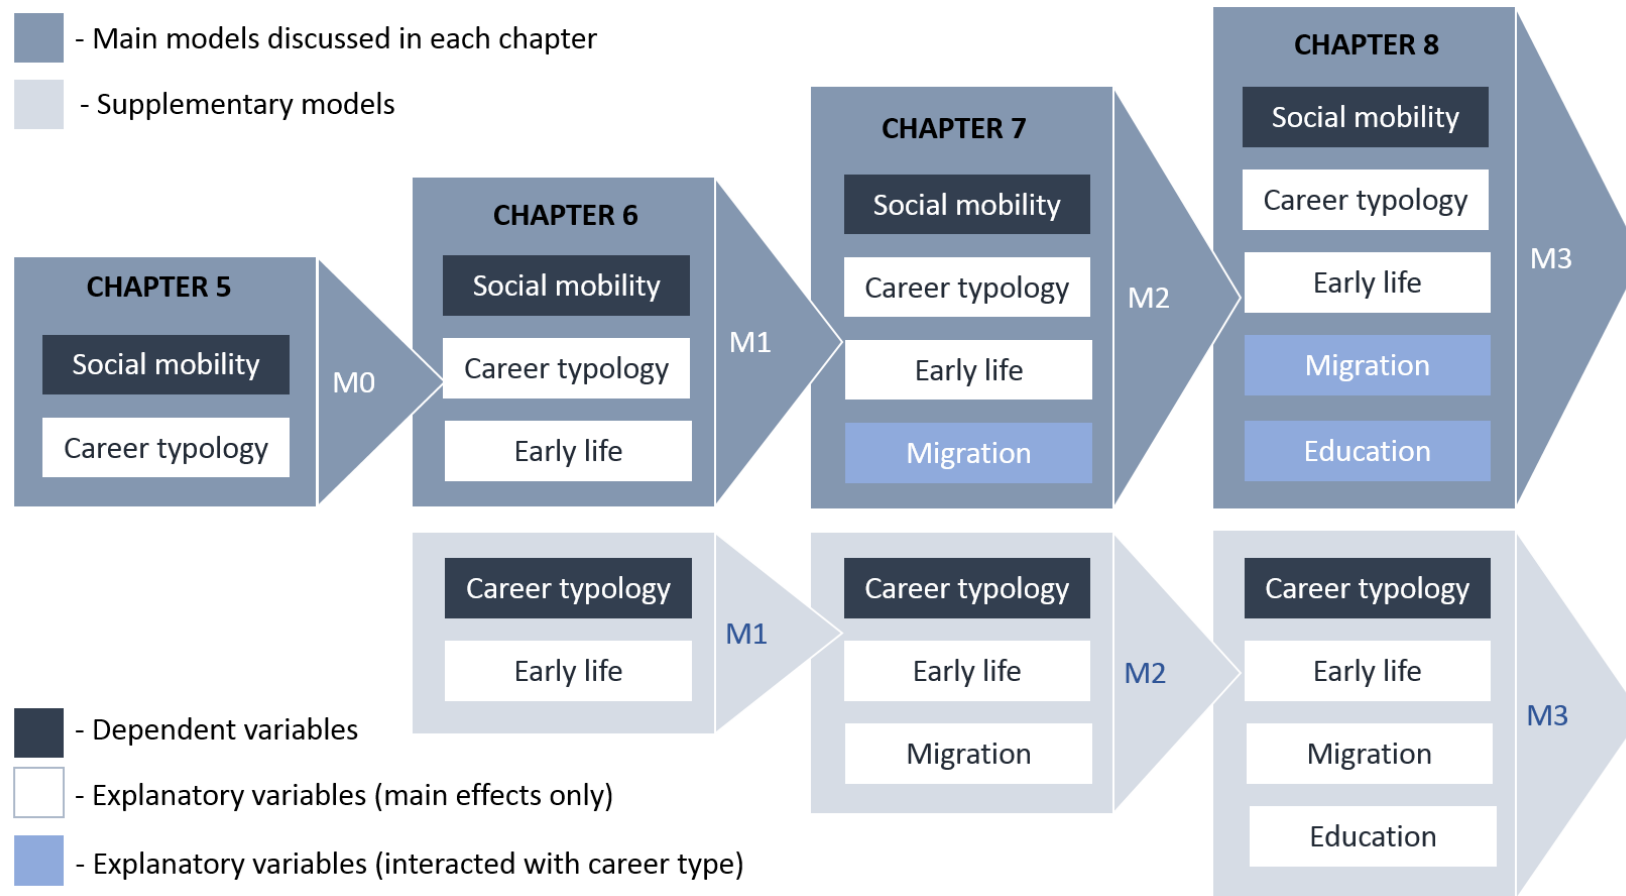 - Main models discussed in each chapter
- Supplementary models
CHAPTER 5
Social mobility
Career typology
M0
CHAPTER 6
Social mobility
Career typology
Early life
M1
CHAPTER 7
Social mobility
Career typology
Early life
Migration
M2
CHAPTER 8
Social mobility
Career typology
Early life
Migration
Education
M3
Career typology
Early life
M1
Career typology
Early life
Migration
M2
Career typology
Early life
Migration
Education
M3
- Dependent variables
- Explanatory variables (main effects only)
- Explanatory variables (interacted with career type)